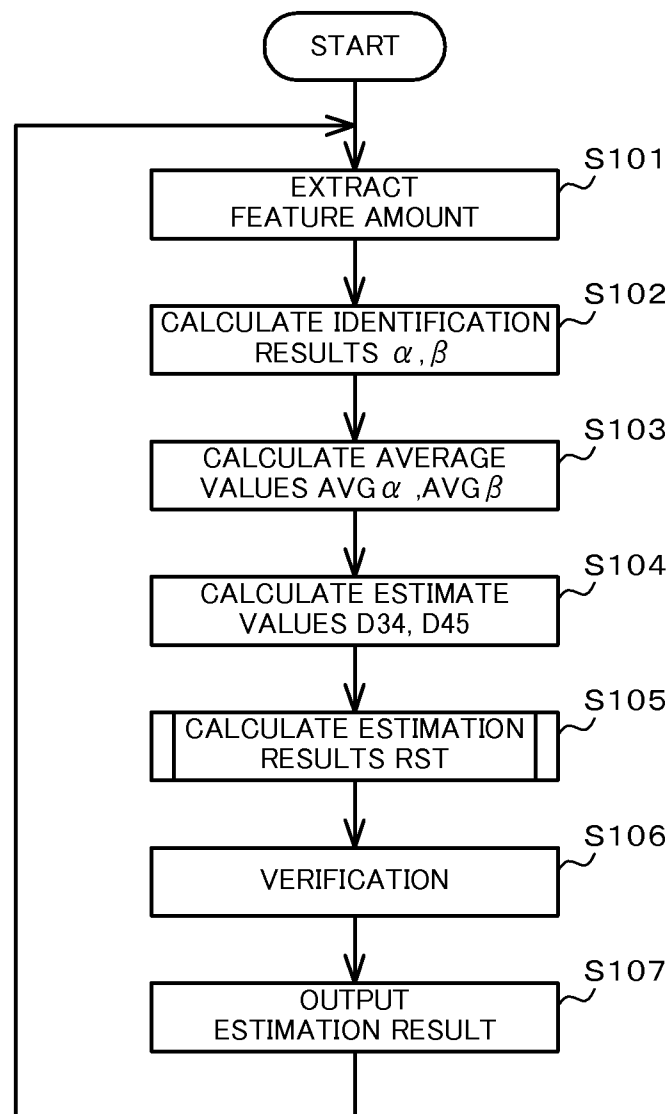 START
S101
EXTRACT
FEATURE AMOUNT
S102
CALCULATE IDENTIFICATION
RESULTS α,β
S103
CALCULATE AVERAGE
VALUES AVGα ,AVGβ
S104
CALCULATE ESTIMATE
VALUES D34, D45
S105
CALCULATE ESTIMATION
RESULTS RST
S106
VERIFICATION
S107
OUTPUT
ESTIMATION RESULT